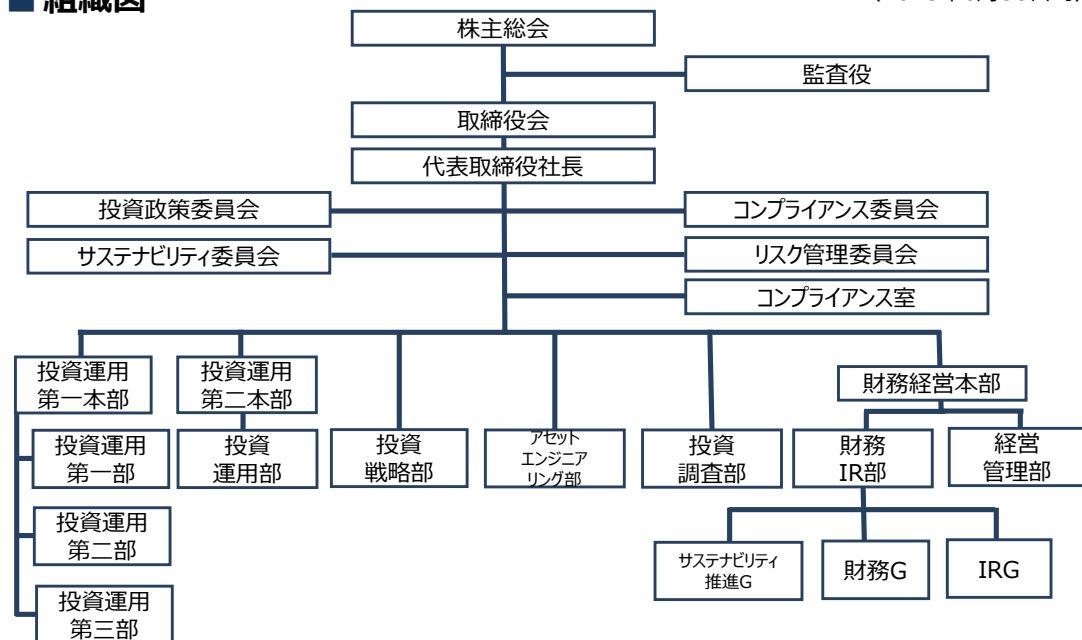 ■ 組織図
株主総会
監査役
取締役会
代表取締役社長
投資政策委員会
コンプライアンス委員会
サステナビリティ委員会
リスク管理委員会
コンプライアンス室
投資運用
第一本部
投資運用
第二本部
財務経営本部
投資運用
第一部
投資
運用部
投資
戦略部
アセット
エンジニア
リング部
投資
調査部
財務
IR部
経営
管理部
投資運用
第二部
サステナビリティ
推進G
財務G
IRG
投資運用
第三部